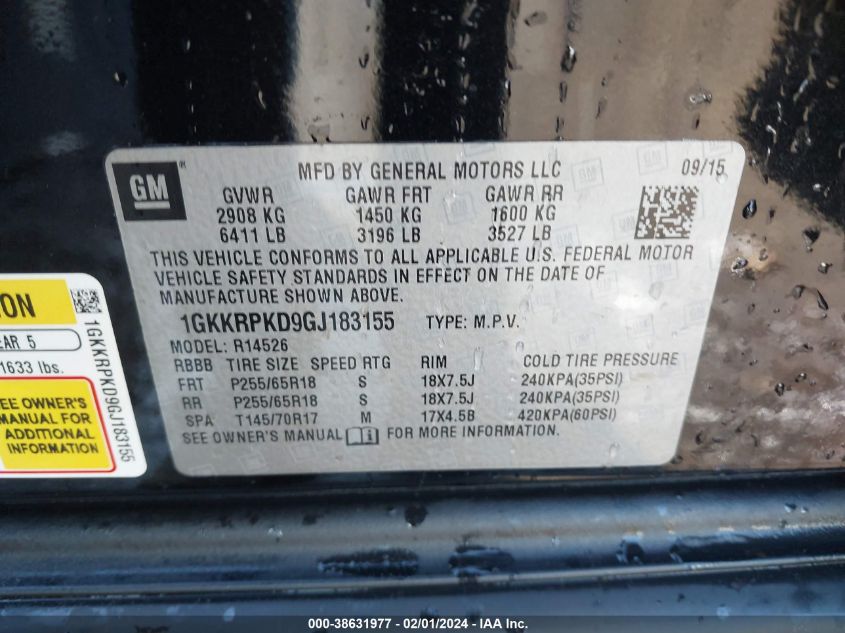 GM
MFD BY GENERAL MOTORS LLC 09/15
GVWR GAWR FRT GAWR RR
2908 KG 1450 KG 1600 KG
6411 LB 3196 LB 3527 LB
THIS VEHICLE CONFORMS TO ALL APPLICABLE U.S. FEDERAL MOTOR
VEHICLE SAFETY STANDARDS IN EFFECT ON THE DATE OF
MANUFACTURE SHOWN ABOVE.
1GKKRPKD9GJ183155 TYPE: M.P.V.
MODEL: R14526
RBBB TIRE SIZE SPEED RTG RIM COLD TIRE PRESSURE
FRT P255/65R18 S 18X7.5J 240KPA(35PSI)
RR P255/65R18 S 18X7.5J 240KPA(35PSI)
SPA T145/70R17 M 17X4.5B 420KPA(60PSI)
SEE OWNER'S MANUAL FOR MORE INFORMATION.
EAR 5
1633 lbs.
SEE OWNER'S
MANUAL FOR
ADDITIONAL
INFORMATION
1GKKRPKD9GJ183155
000-38631977 - 02/01/2024 - IAAI.COM